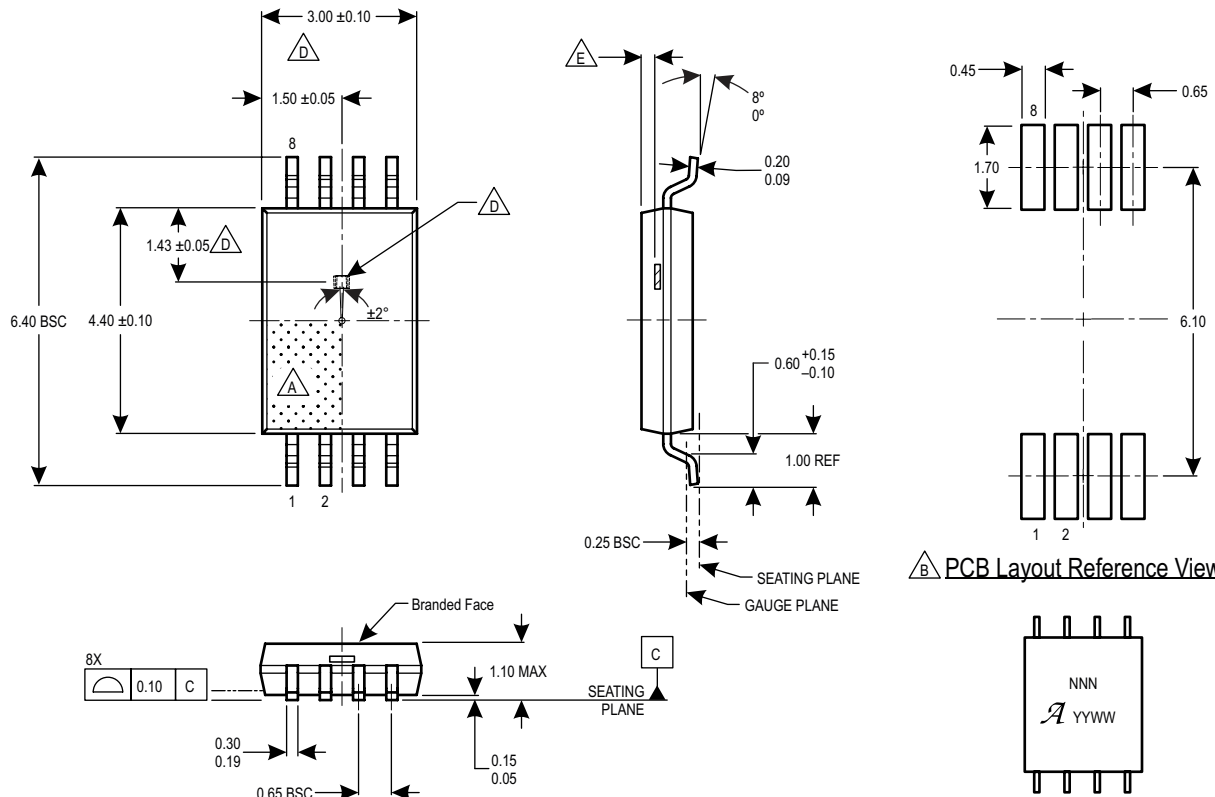 3.00 ±0.10
D
1.50 ±0.05
8
D
1.43 ±0.05
D
±2°
6.40 BSC
4.40 ±0.10
A
1
2
E
8º
0º
0.20
0.09
0.60 +0.15
–0.10
1.00 REF
0.25 BSC
SEATING PLANE
GAUGE PLANE
0.45
0.65
8
1.70
6.10
1
2
B PCB Layout Reference View
Branded Face
8X
0.10 C
1.10 MAX
C
SEATING
PLANE
0.30
0.19
0.15
0.05
0.65 BSC
NNN
A YYWW